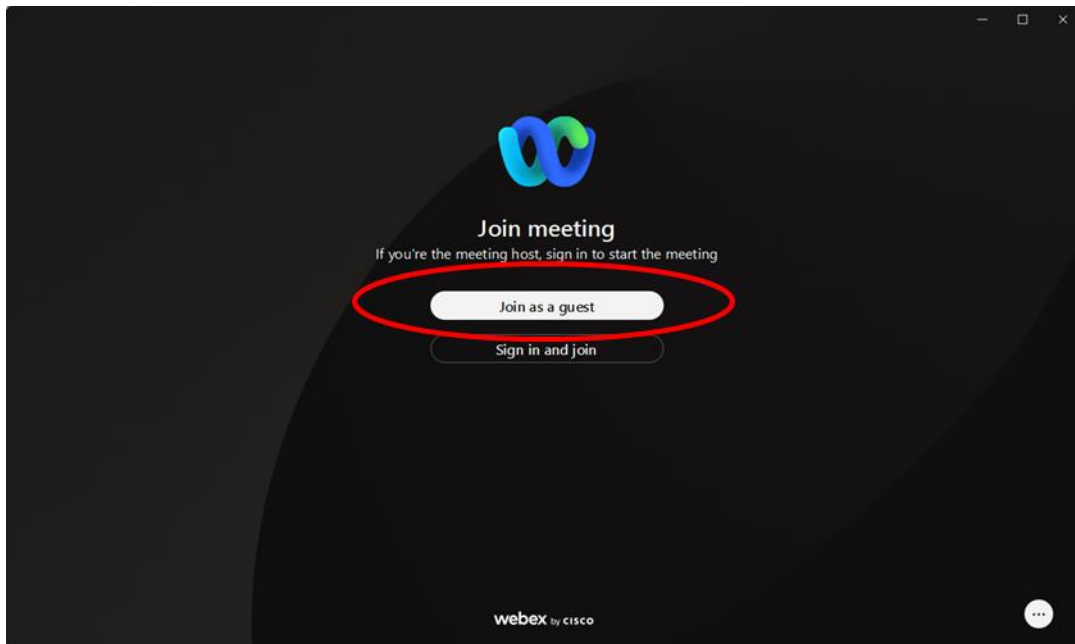 Join meeting
If you're the meeting host, sign in to start the meeting
Join as a guest
Sign in and join
webex by CISCO